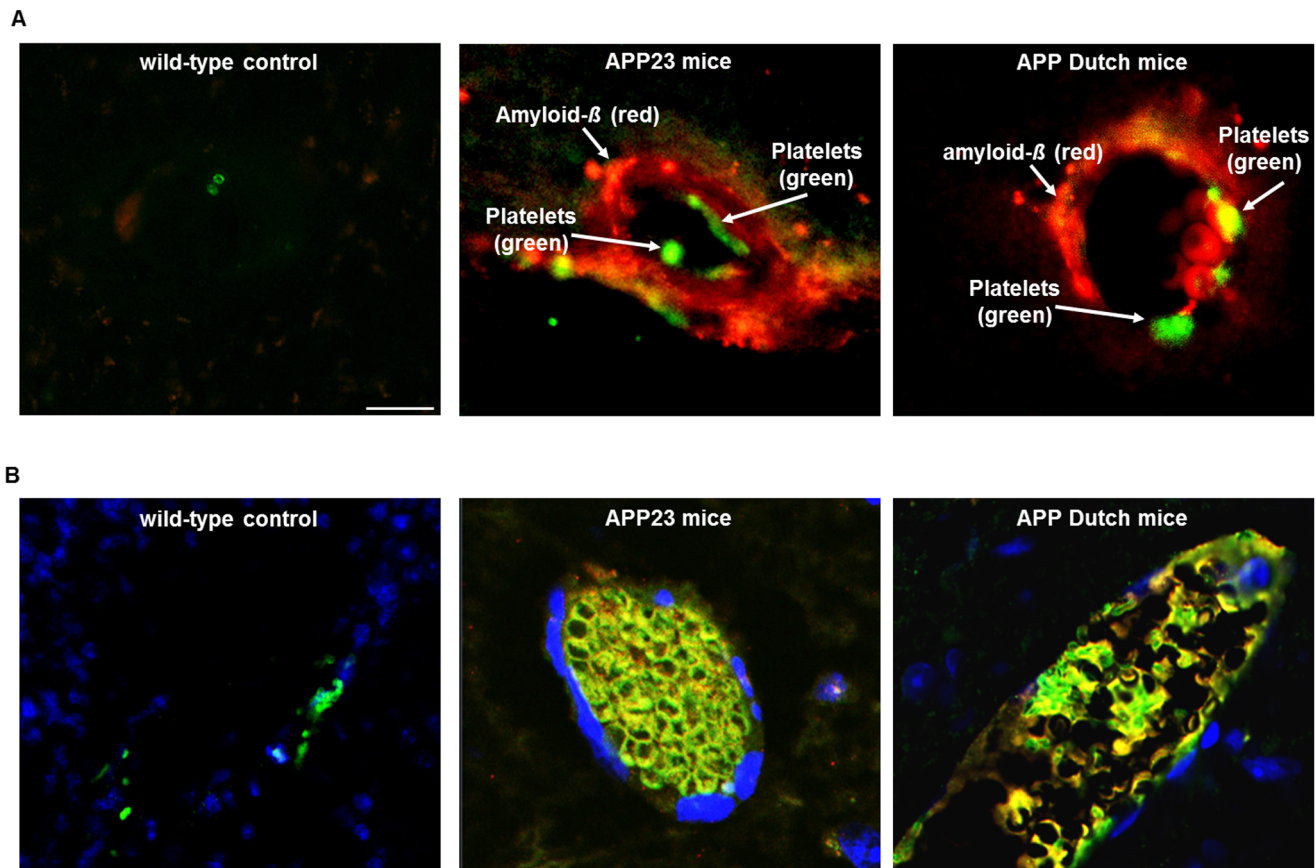 A
wild-type control
APP23 mice
APP Dutch mice
Amyloid-ß (red)
Platelets
(green)
Platelets
(green)
amyloid-ß (red)
Platelets
(green)
Platelets
(green)
B
wild-type control
APP23 mice
APP Dutch mice